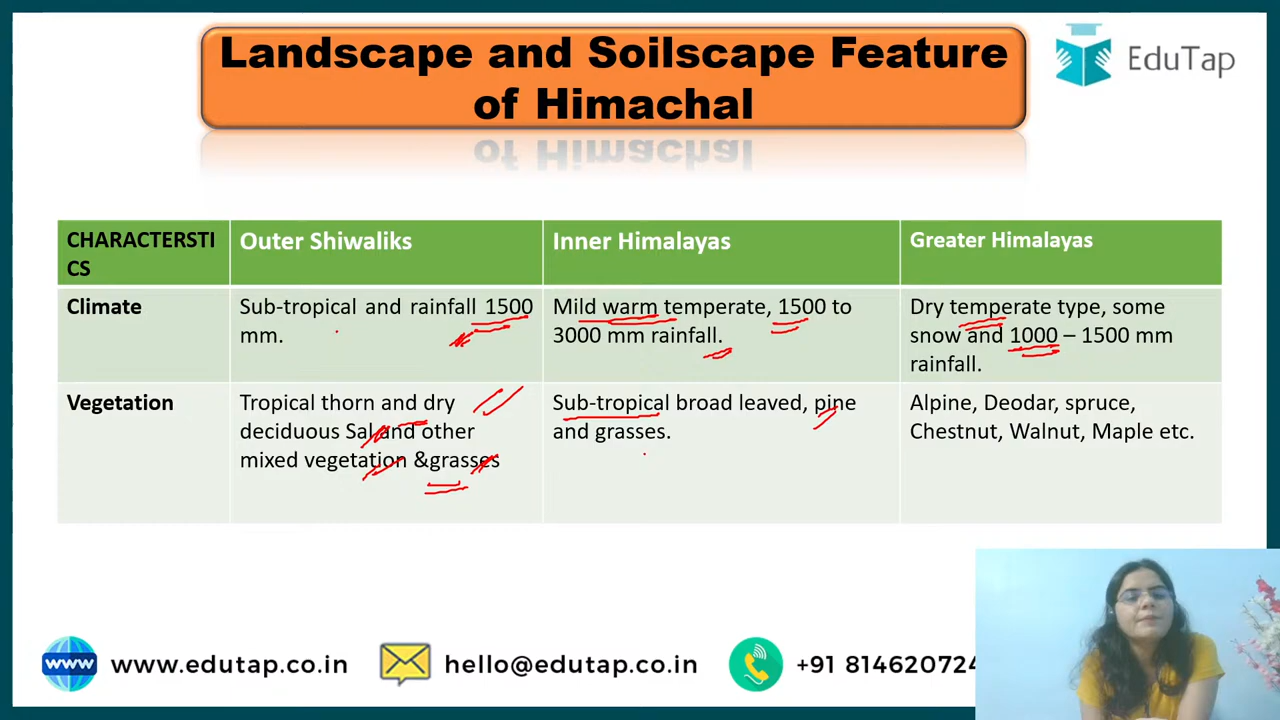 Landscape and Soilscape Feature
of Himachal
EduTap
CHARACTERSTI
CS
Outer Shiwaliks
Inner Himalayas
Greater Himalayas
Climate
Sub-tropical and rainfall 1500
mm.
Mild warm temperate, 1500 to
3000 mm rainfall.
Dry temperate type, some
snow and 1000 – 1500 mm
rainfall.
Vegetation
Tropical thorn and dry
deciduous Sal and other
mixed vegetation &grasses
Sub-tropical broad leaved, pine
and grasses.
Alpine, Deodar, spruce,
Chestnut, Walnut, Maple etc.
www
www.edutap.co.in
hello@edutap.co.in
+91 81462072